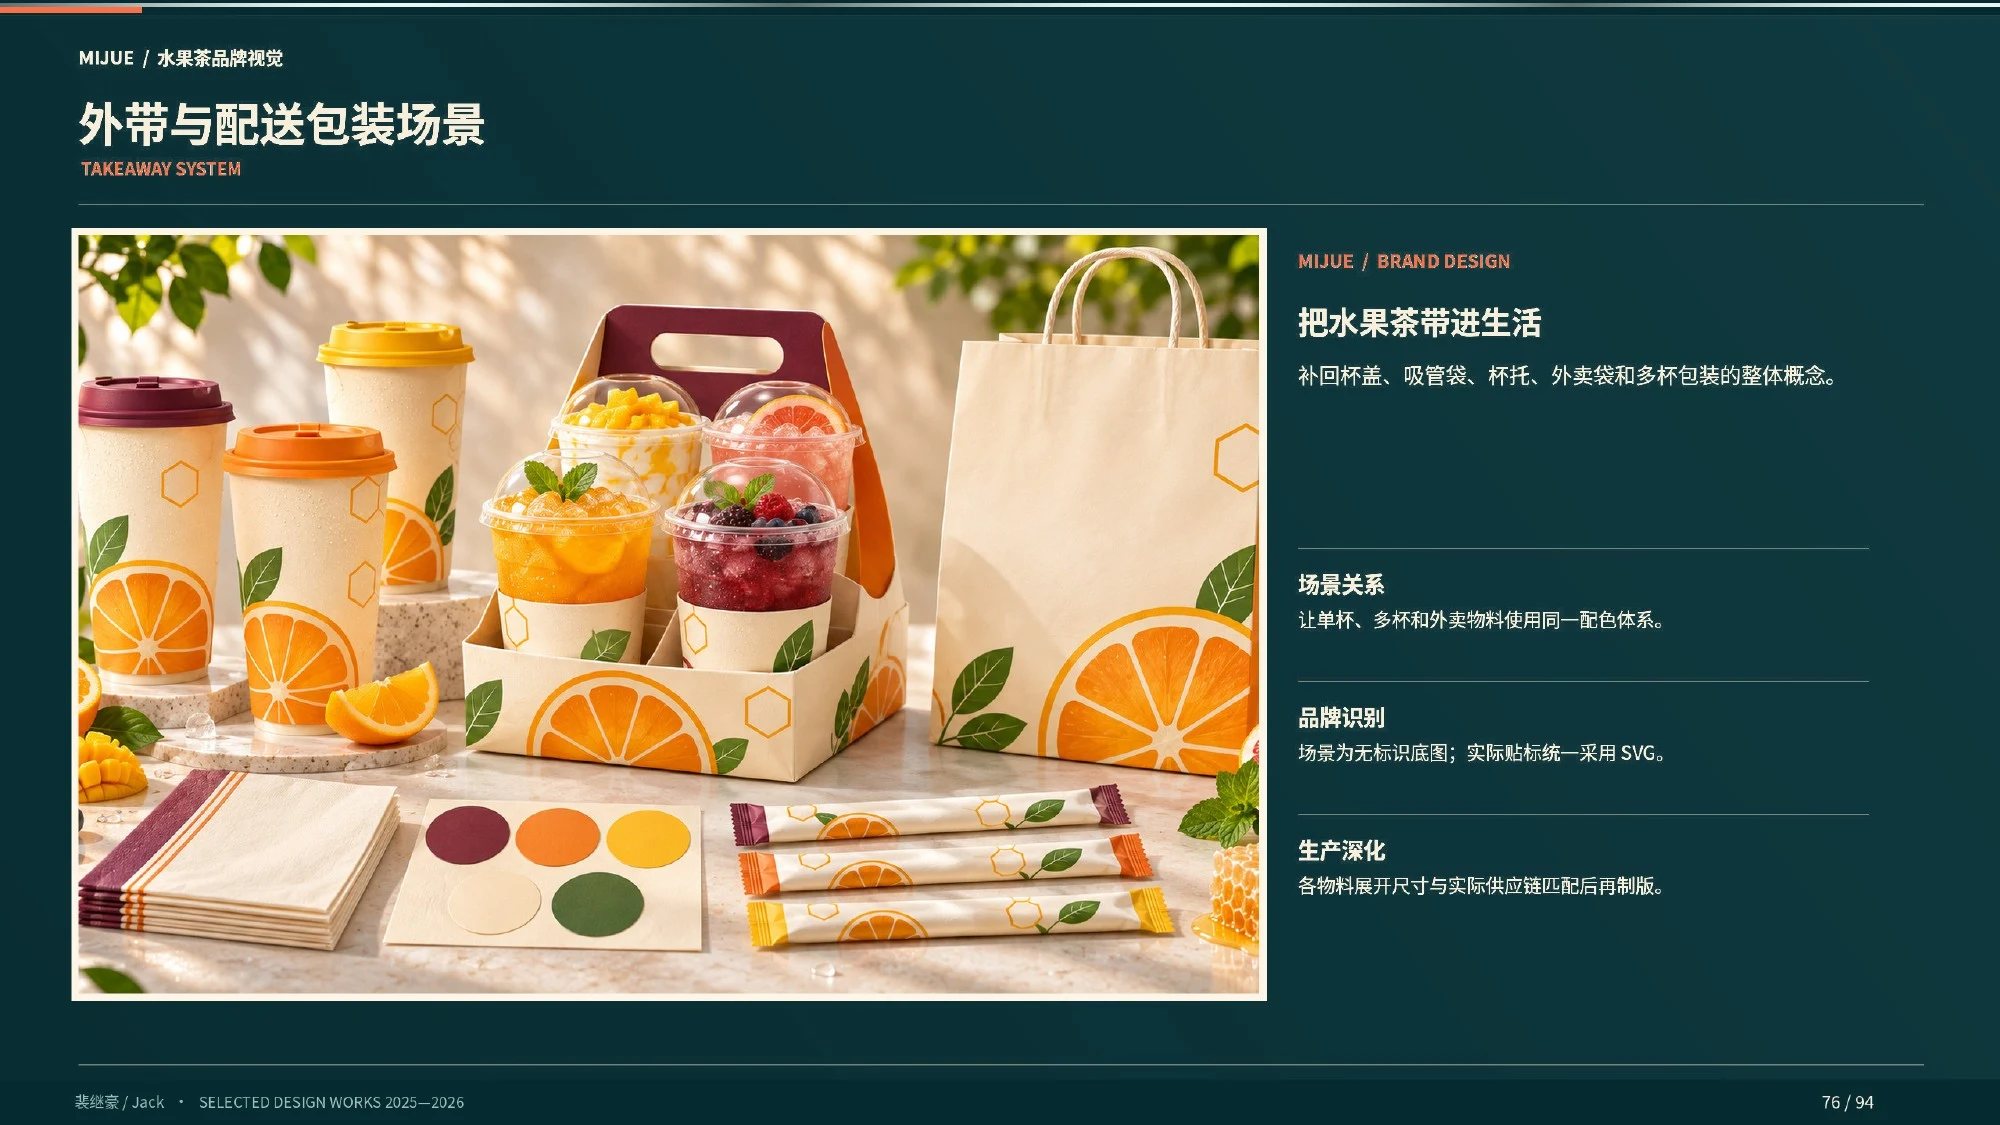 MIJUE / 水果茶品牌视觉
外带与配送包装场景
TAKEAWAY SYSTEM
MIJUE / BRAND DESIGN
把水果茶带进生活
补回杯盖、吸管袋、杯托、外卖袋和多杯包装的整体概念。
场景关系
让单杯、多杯和外卖物料使用同一配色体系。
品牌识别
场景为无标识底图；实际贴标统一采用 SVG。
生产深化
各物料展开尺寸与实际供应链匹配后再制版。
裴继豪 / Jack · SELECTED DESIGN WORKS 2025—2026
76 / 94